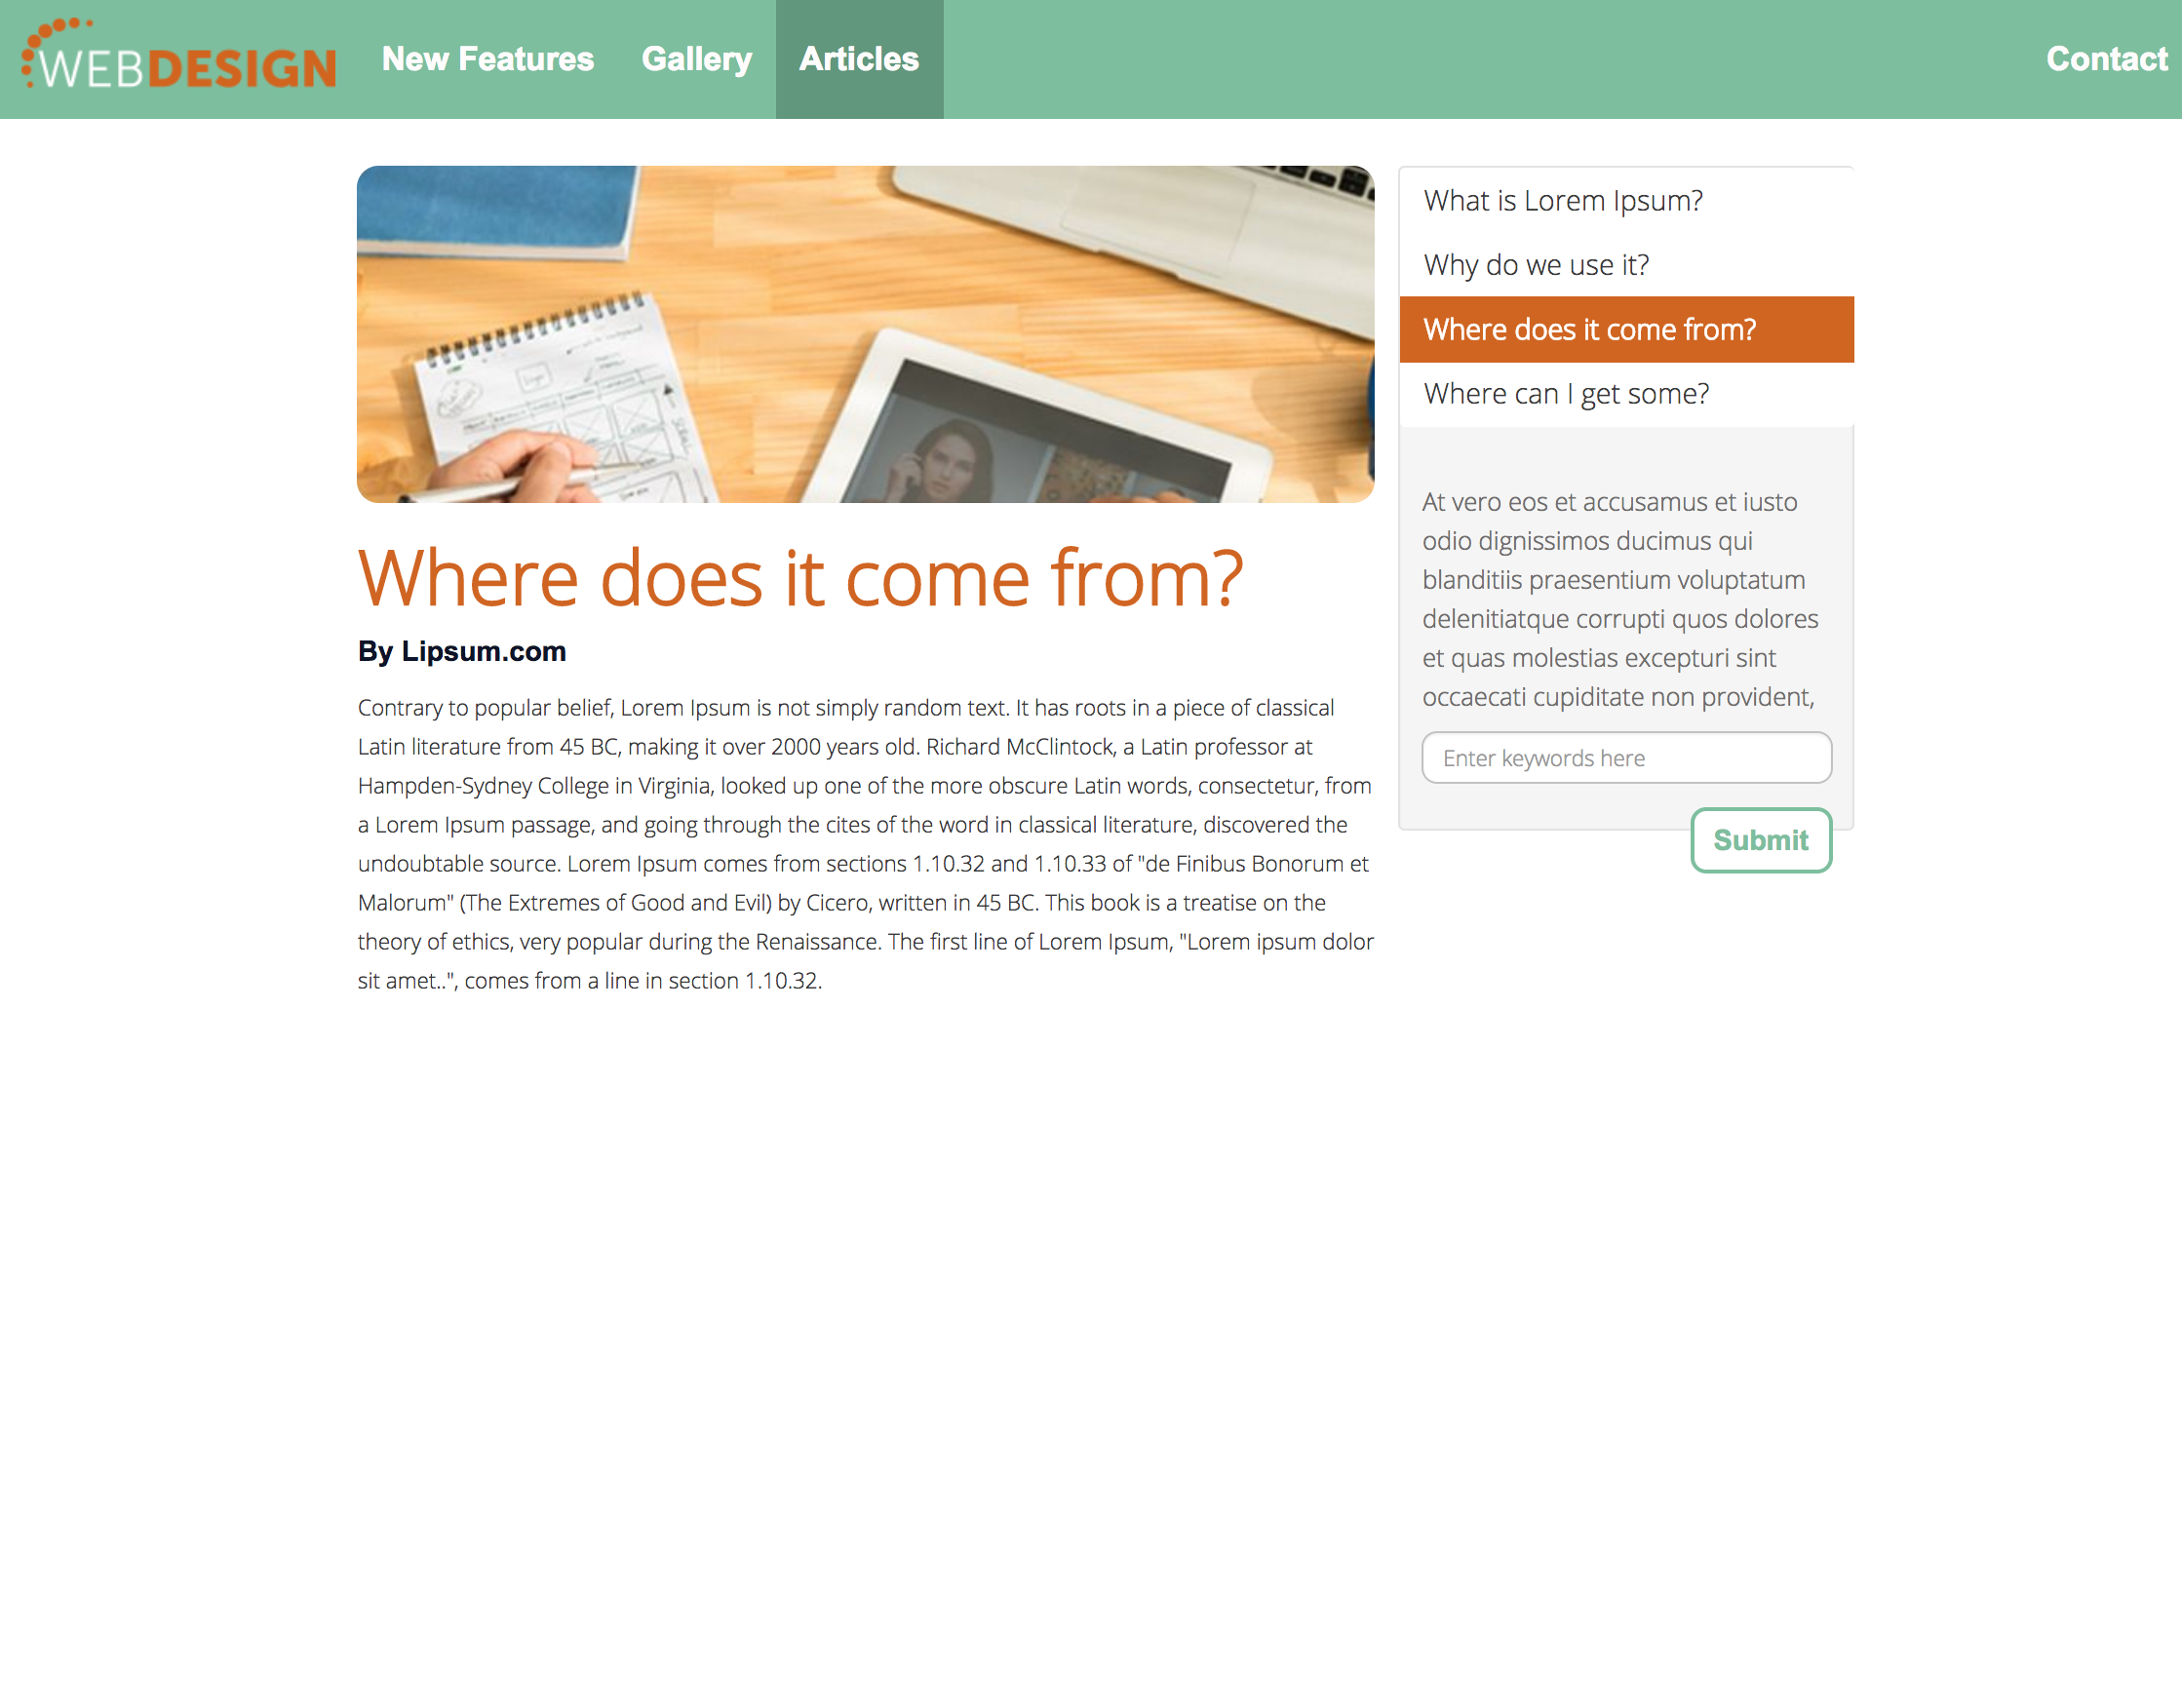 WEBDESIGN
New Features
Gallery
Articles
Contact
Where does it come from?
By Lipsum.com
Contrary to popular belief, Lorem Ipsum is not simply random text. It has roots in a piece of classical
Latin literature from 45 BC, making it over 2000 years old. Richard McClintock, a Latin professor at
Hampden-Sydney College in Virginia, looked up one of the more obscure Latin words, consectetur, from
a Lorem Ipsum passage, and going through the cites of the word in classical literature, discovered the
undoubtable source. Lorem Ipsum comes from sections 1.10.32 and 1.10.33 of "de Finibus Bonorum et
Malorum" (The Extremes of Good and Evil) by Cicero, written in 45 BC. This book is a treatise on the
theory of ethics, very popular during the Renaissance. The first line of Lorem Ipsum, "Lorem ipsum dolor
sit amet..", comes from a line in section 1.10.32.
What is Lorem Ipsum?
Why do we use it?
Where does it come from?
Where can I get some?
At vero eos et accusamus et iusto
odio dignissimos ducimus qui
blanditiis praesentium voluptatum
delenitiatque corrupti quos dolores
et quas molestias excepturi sint
occaecati cupiditate non provident,
Enter keywords here
Submit